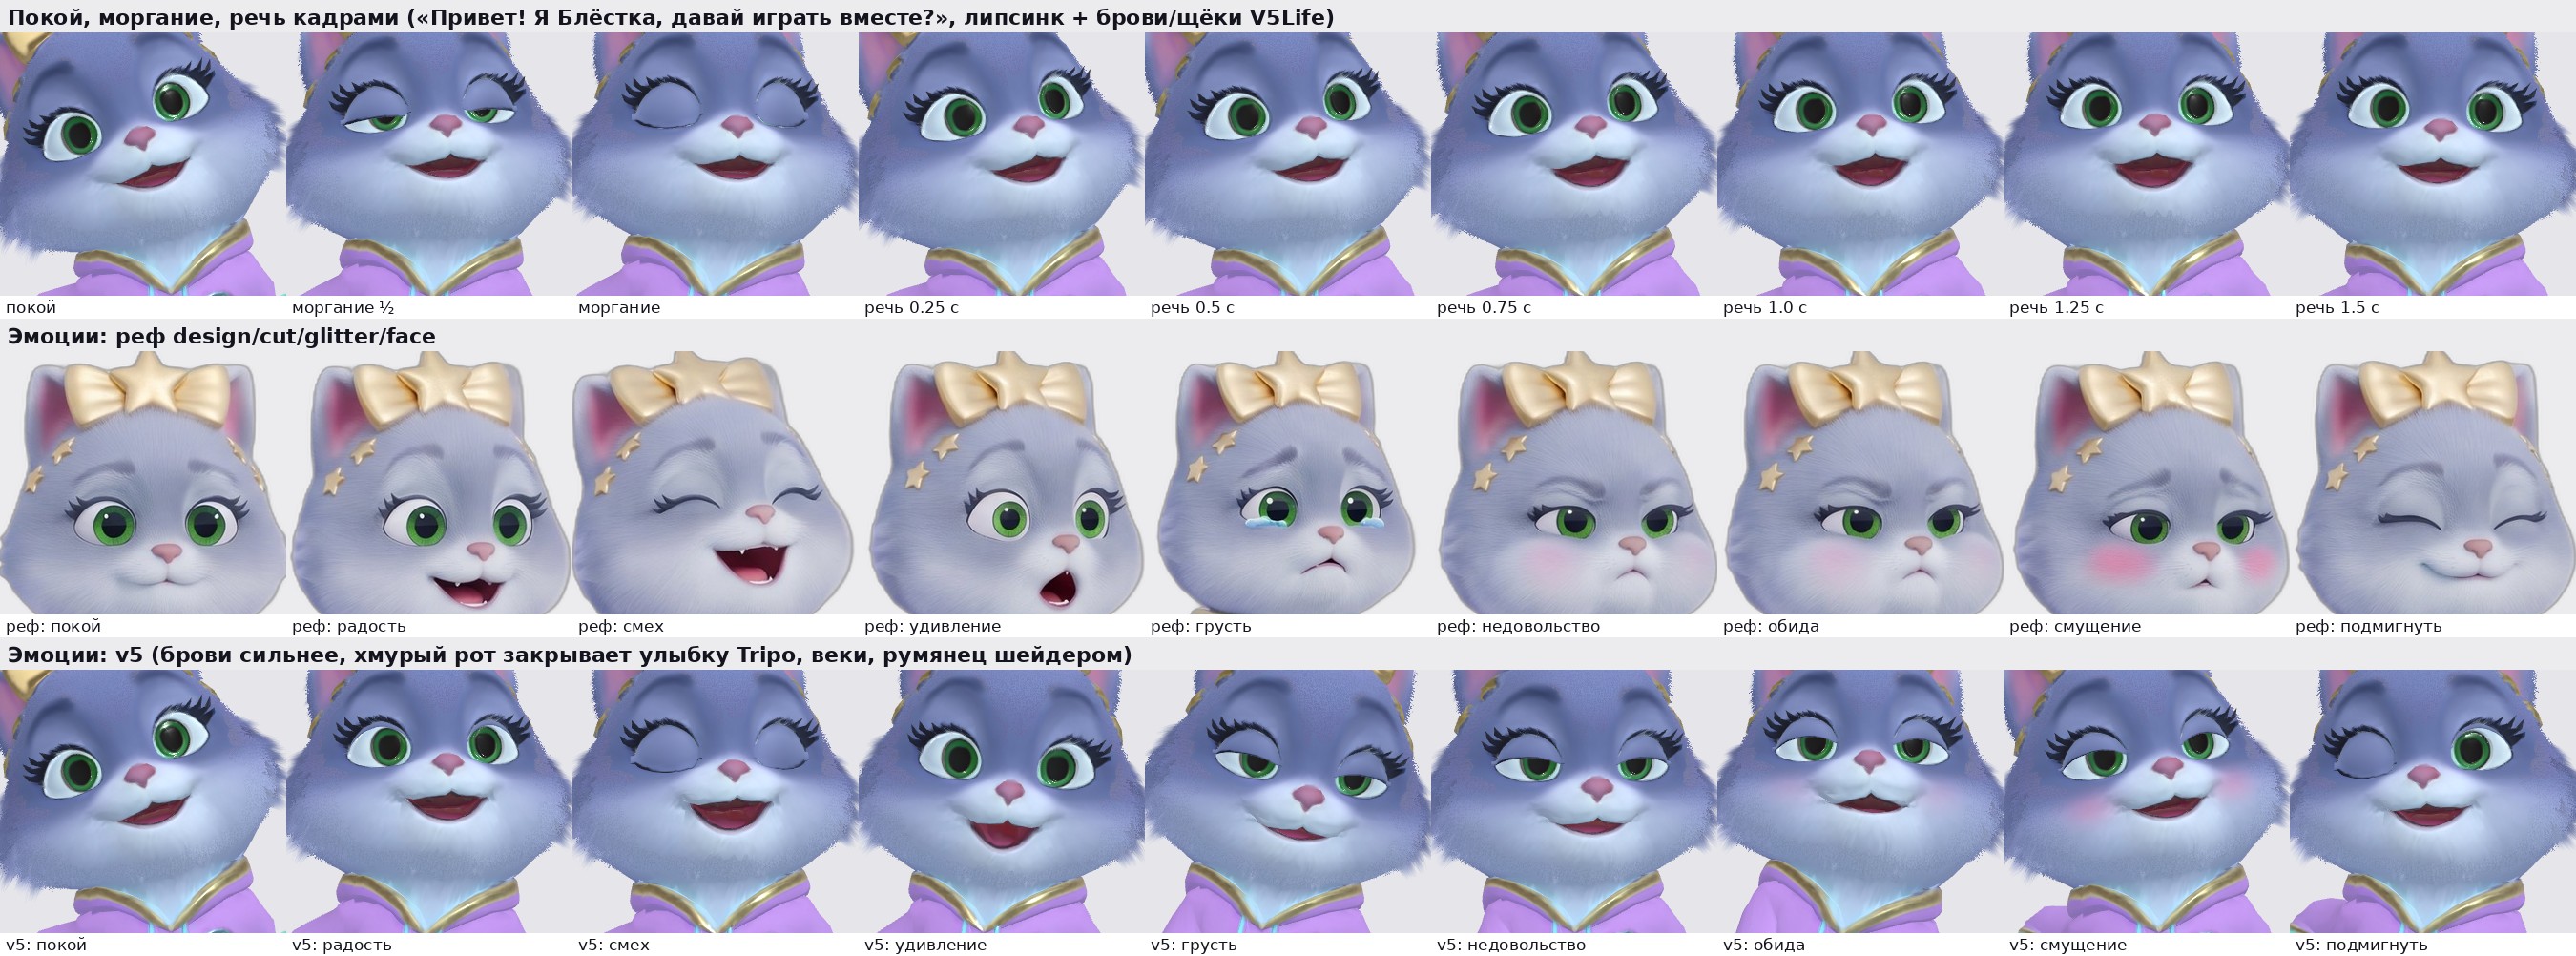 Покой, моргание, речь кадрами («Привет! Я Блёстка, давай играть вместе?», липсинк + брови/щёки V5Life)
покой
моргание ½
моргание
речь 0.25 с
речь 0.5 с
речь 0.75 с
речь 1.0 с
речь 1.25 с
речь 1.5 с
Эмоции: реф design/cut/glitter/face
реф: покой
реф: радость
реф: смех
реф: удивление
реф: грусть
реф: недовольство
реф: обида
реф: смущение
реф: подмигнуть
Эмоции: v5 (брови сильнее, хмурый рот закрывает улыбку Tripo, веки, румянец шейдером)
v5: покой
v5: радость
v5: смех
v5: удивление
v5: грусть
v5: недовольство
v5: обида
v5: смущение
v5: подмигнуть